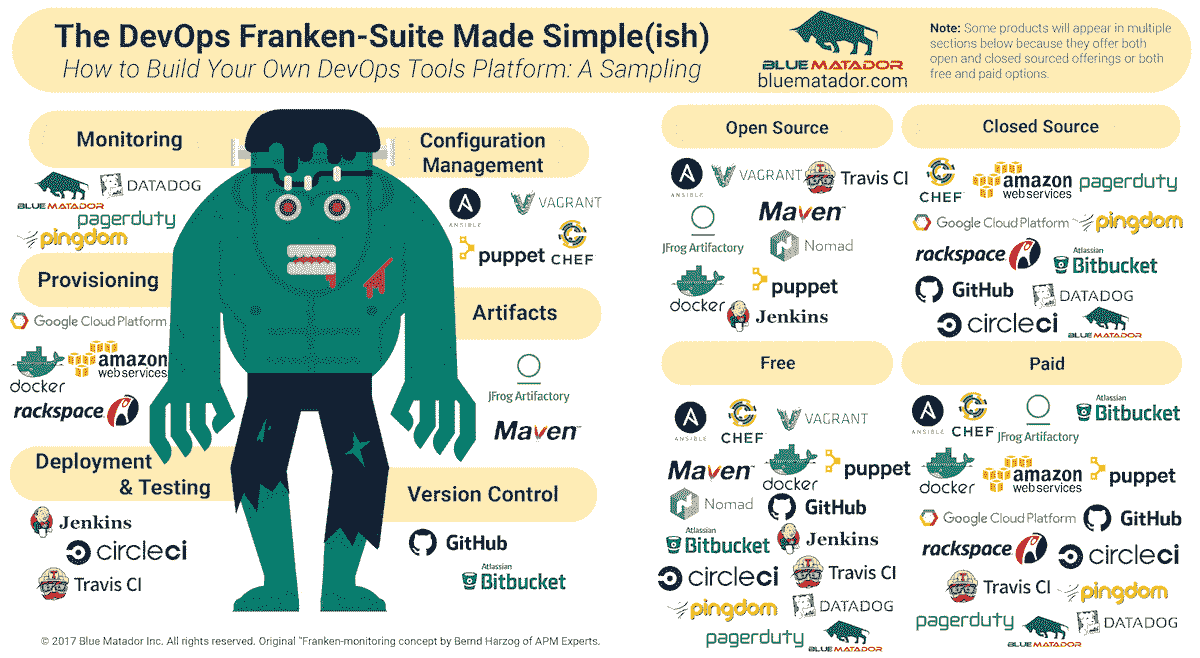 The DevOps Franken-Suite Made Simple(ish)
How to Build Your Own DevOps Tools Platform: A Sampling
BLUE MATADOR
bluematador.com
Note: Some products will appear in multiple
sections below because they offer both
open and closed sourced offerings or both
free and paid options.
Monitoring
BLUE MATADOR
DATADOG
pagerduty
pingdom
Provisioning
Google Cloud Platform
docker
amazon
web services
rackspace
Deployment
& Testing
Jenkins
circleci
Travis CI
Configuration
Management
ANSIBLE
VAGRANT
puppet
CHEF
Artifacts
JFrog Artifactory
Maven™
Version Control
GitHub
Atlassian
Bitbucket
Open Source
ANSIBLE
VAGRANT
Travis CI
JFrog Artifactory
Maven™
Nomad
docker
puppet
Jenkins
Closed Source
CHEF
amazon
web services
pagerduty
Google Cloud Platform
pingdom
rackspace
Atlassian
Bitbucket
GitHub
DATADOG
circleci
BLUE MATADOR
Free
ANSIBLE
CHEF
VAGRANT
Maven™
docker
puppet
Nomad
GitHub
Atlassian
Bitbucket
Jenkins
circleci
Travis CI
pingdom
DATADOG
pagerduty
BLUE MATADOR
Paid
ANSIBLE
CHEF
JFrog Artifactory
Atlassian
Bitbucket
docker
amazon
web services
puppet
Google Cloud Platform
GitHub
rackspace
circleci
Travis CI
pingdom
pagerduty
BLUE MATADOR
DATADOG
© 2017 Blue Matador Inc. All rights reserved. Original "Franken-monitoring concept by Bernd Harzog of APM Experts.